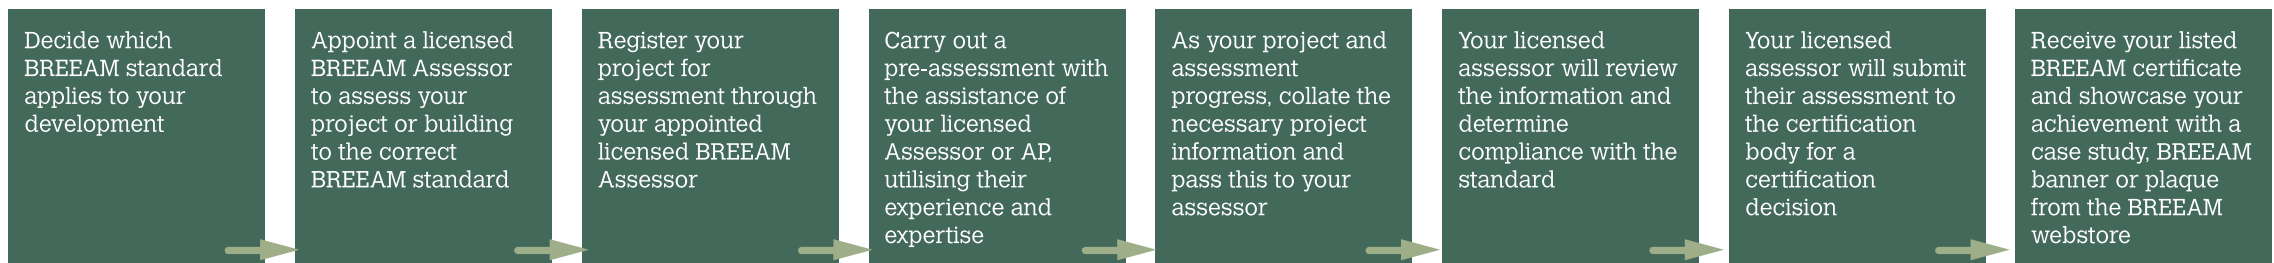 Decide which
BREEAM standard
applies to your
development
Appoint a licensed
BREEAM Assessor
to assess your
project or building
to the correct
BREEAM standard
Register your
project for
assessment through
your appointed
licensed BREEAM
Assessor
Carry out a
pre-assessment with
the assistance of
your licensed
Assessor or AP,
utilising their
experience and
expertise
As your project and
assessment
progress, collate the
necessary project
information and
pass this to your
assessor
Your licensed
assessor will review
the information and
determine
compliance with the
standard
Your licensed
assessor will submit
their assessment to
the certification
body for a
certification
decision
Receive your listed
BREEAM certificate
and showcase your
achievement with a
case study, BREEAM
banner or plaque
from the BREEAM
webstore